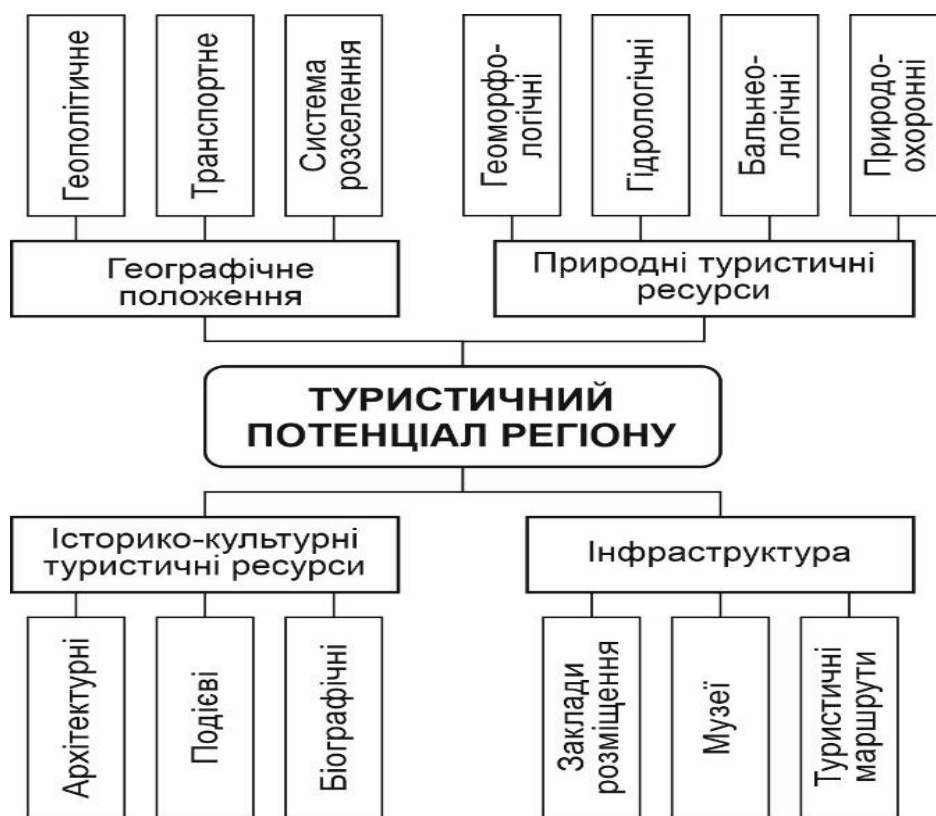 Геополітичне
Транспортне
Система
розселення
Геоморфо-
логічні
Гідрологічні
Бальнео-
логічні
Природо-
охоронні
Географічне
положення
Природні туристичні
ресурси
ТУРИСТИЧНИЙ
ПОТЕНЦІАЛ РЕГІОНУ
Історико-культурні
туристичні ресурси
Інфраструктура
Архітектурні
Подієві
Біографічні
Заклади
розміщення
Музеї
Туристичні
маршрути